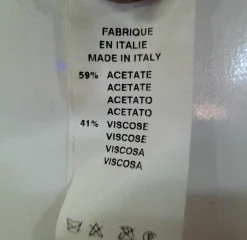 FABRIQUE
EN ITALIE
MADE IN ITALY
59% ACETATE
ACETATE
ACETATO
ACETATO
41% VISCOSE
VISCOSE
VISCOSA
VISCOSA